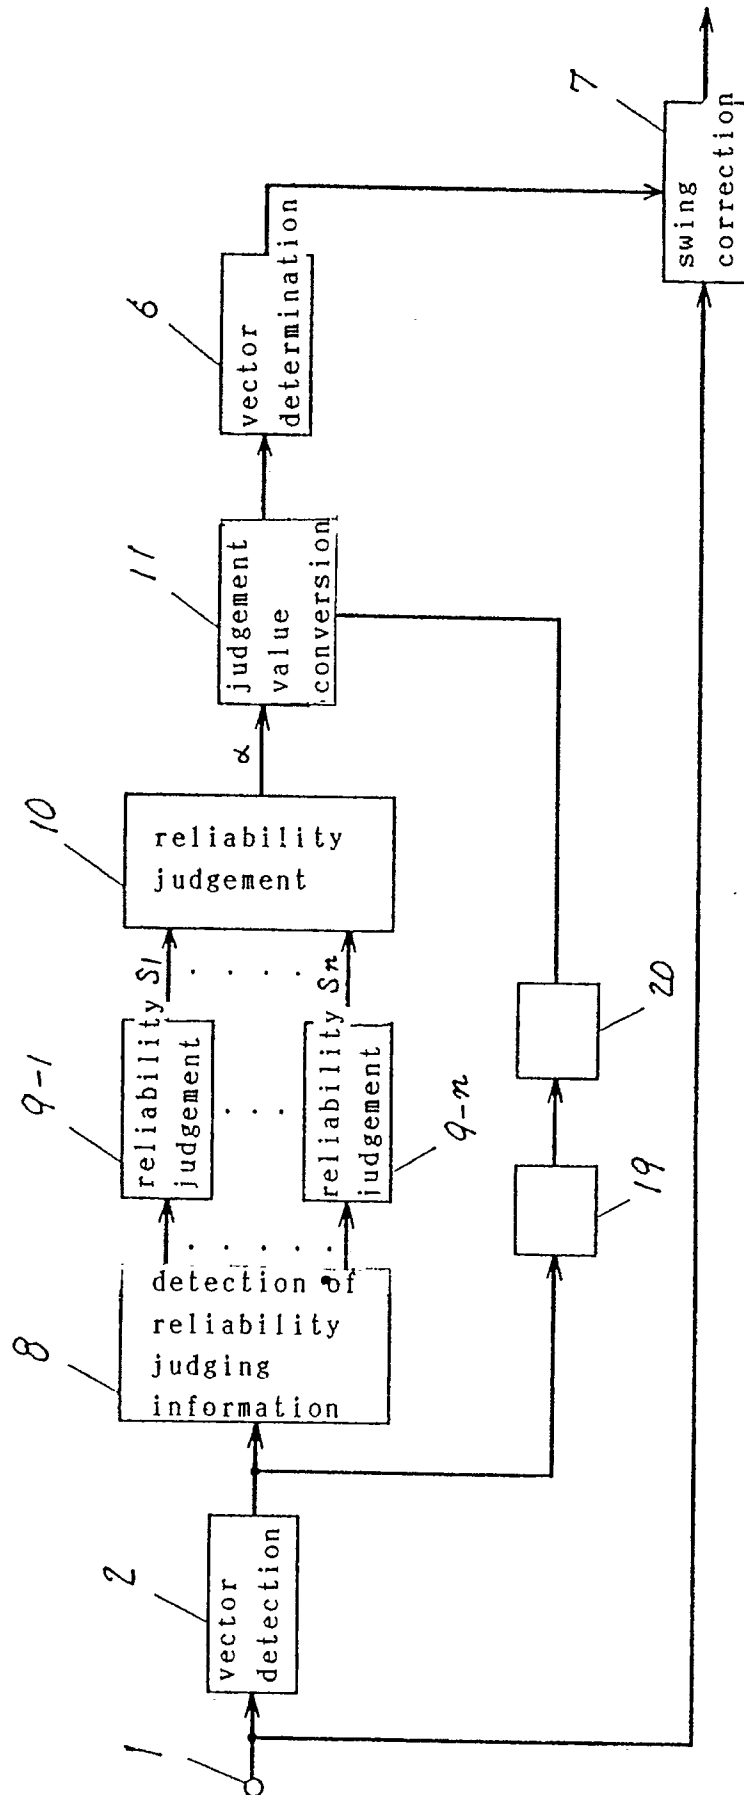 1
2
vector
detection
8
detection of
reliability
judging
information
9-1
reliability
judgement
9-n
reliability
judgement
S1
Sn
10
reliability
judgement
α
11
judgement
value
conversion
6
vector
determination
19
20
7
swing
correction